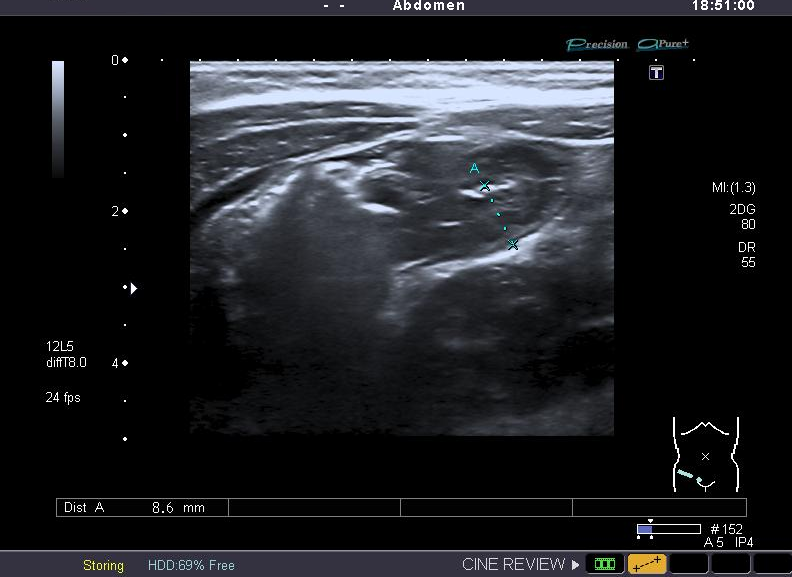 - - Abdomen 18:51:00
Precision APure+
T
0
A
MI:(1.3)
2
2DG
80
DR
55
12L5
diffT8.0
4
24 fps
Dist A 8.6 mm
#152
A 5 IP4
Storing HDD:69% Free CINE REVIEW